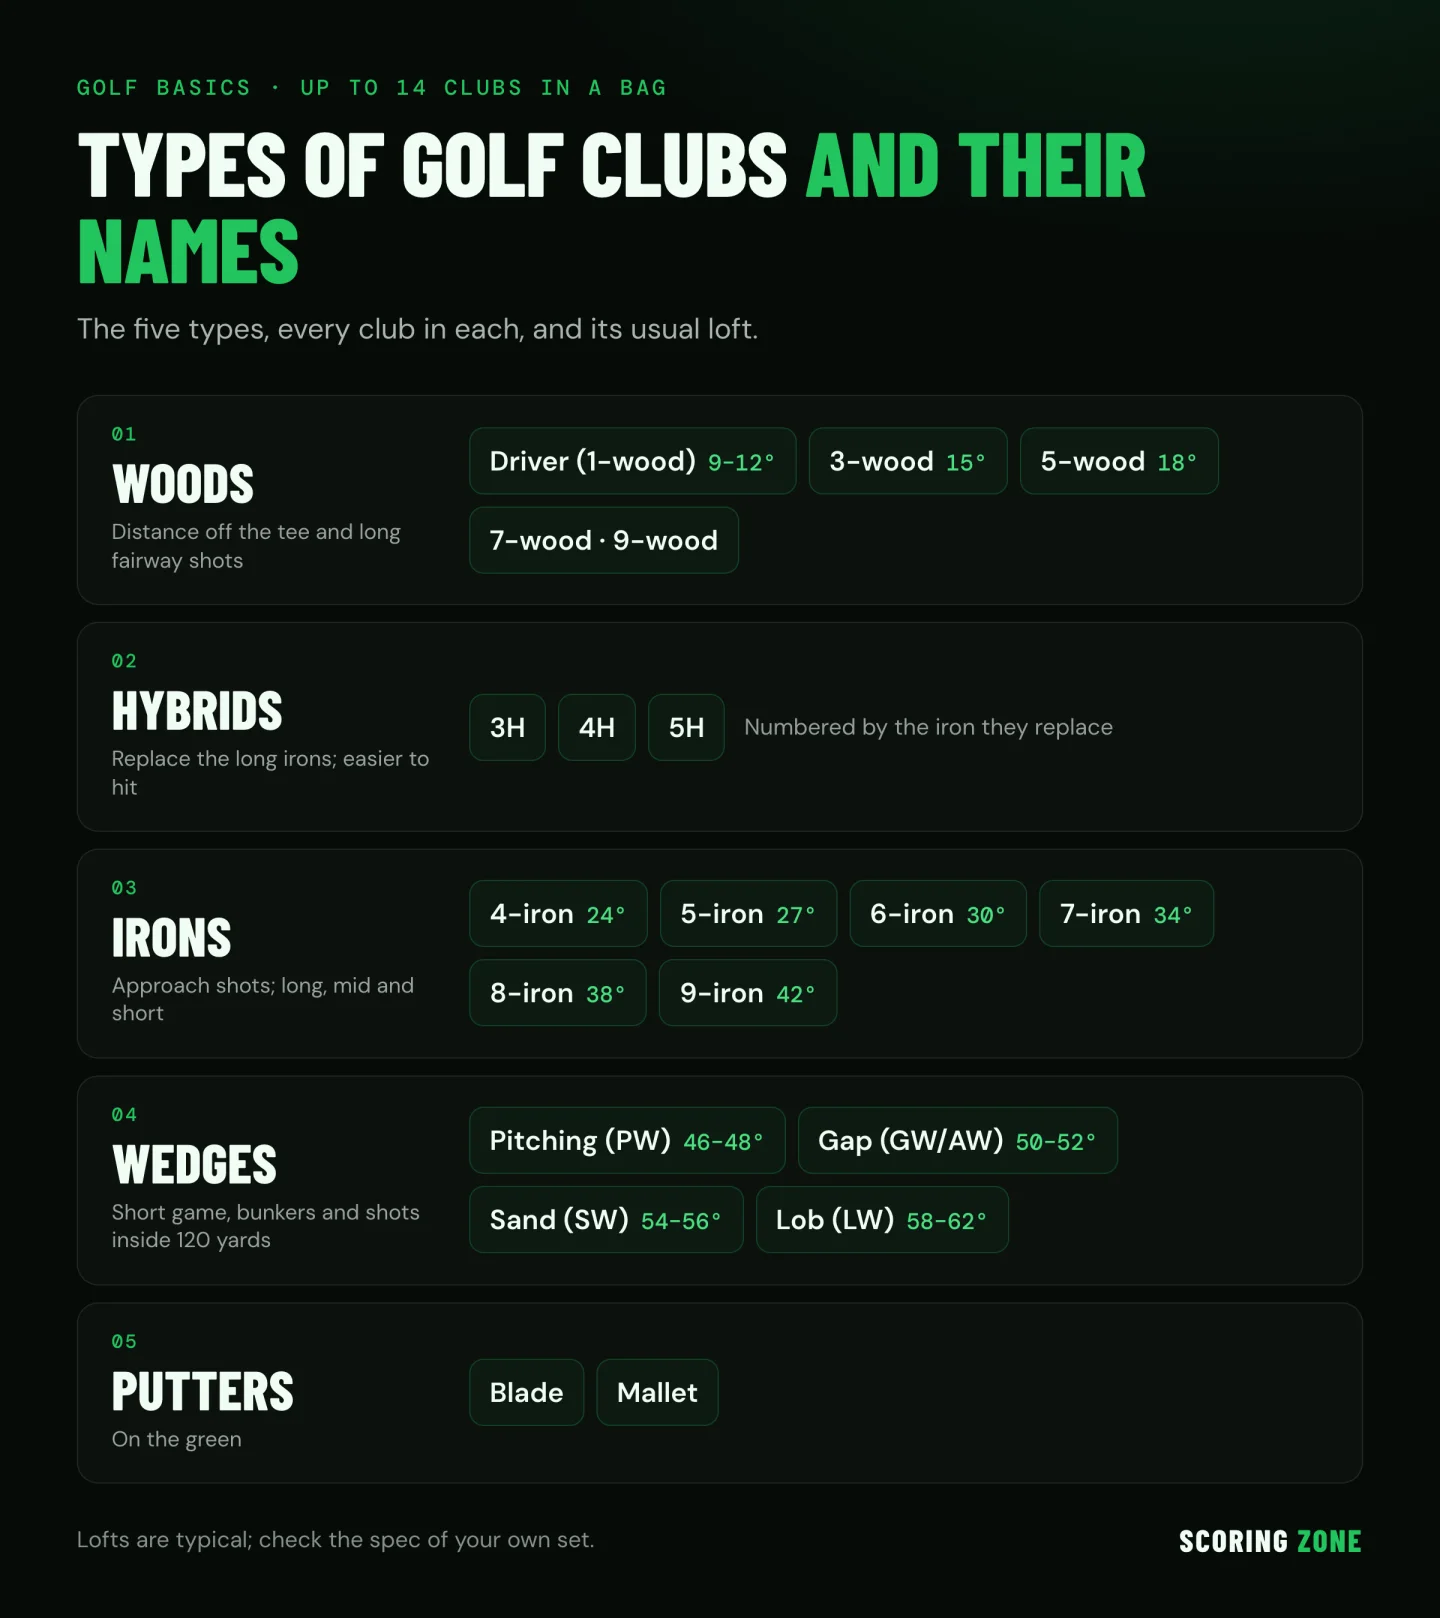 GOLF BASICS · UP TO 14 CLUBS IN A BAG
TYPES OF GOLF CLUBS AND THEIR
NAMES
The five types, every club in each, and its usual loft.
01
WOODS
Distance off the tee and long
fairway shots
Driver (1-wood) 9-12° 3-wood 15° 5-wood 18°
7-wood · 9-wood
02
HYBRIDS
Replace the long irons; easier to
hit
3H 4H 5H Numbered by the iron they replace
03
IRONS
Approach shots; long, mid and
short
4-iron 24° 5-iron 27° 6-iron 30° 7-iron 34°
8-iron 38° 9-iron 42°
04
WEDGES
Short game, bunkers and shots
inside 120 yards
Pitching (PW) 46-48° Gap (GW/AW) 50-52°
Sand (SW) 54-56° Lob (LW) 58-62°
05
PUTTERS
On the green
Blade Mallet
Lofts are typical; check the spec of your own set.
SCORING ZONE